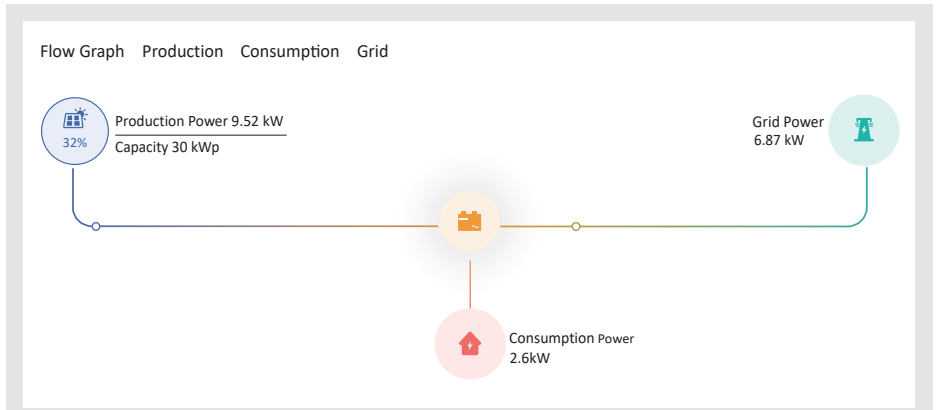 Flow Graph Production Consumption Grid
Production Power 9.52 kW
32%
Capacity 30 kWp
Grid Power
6.87 kW
Consumption Power
2.6kW